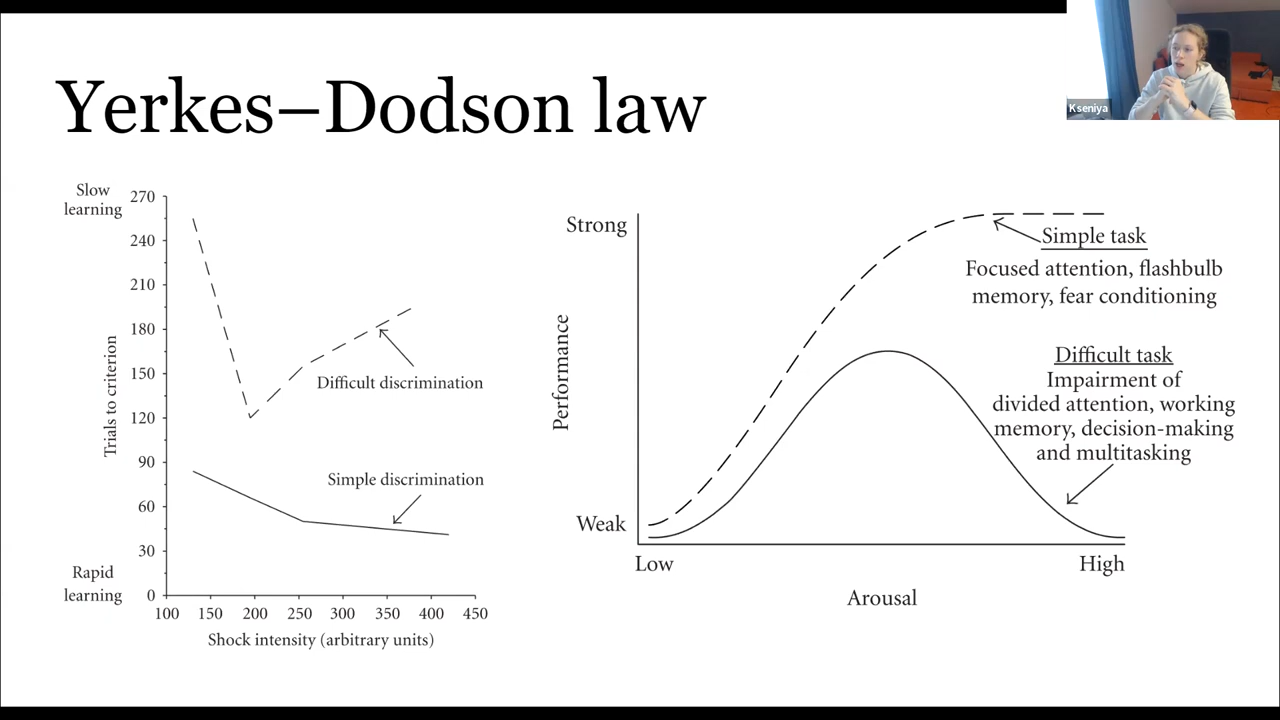 Yerkes–Dodson law
Kseniya
Slow
learning
270
240
210
180
150
120
90
60
30
0
Rapid
learning
Trials to criterion
Difficult discrimination
Simple discrimination
100 150 200 250 300 350 400 450
Shock intensity (arbitrary units)
Strong
Performance
Weak
Simple task
Focused attention, flashbulb
memory, fear conditioning
Difficult task
Impairment of
divided attention, working
memory, decision-making
and multitasking
Low High
Arousal